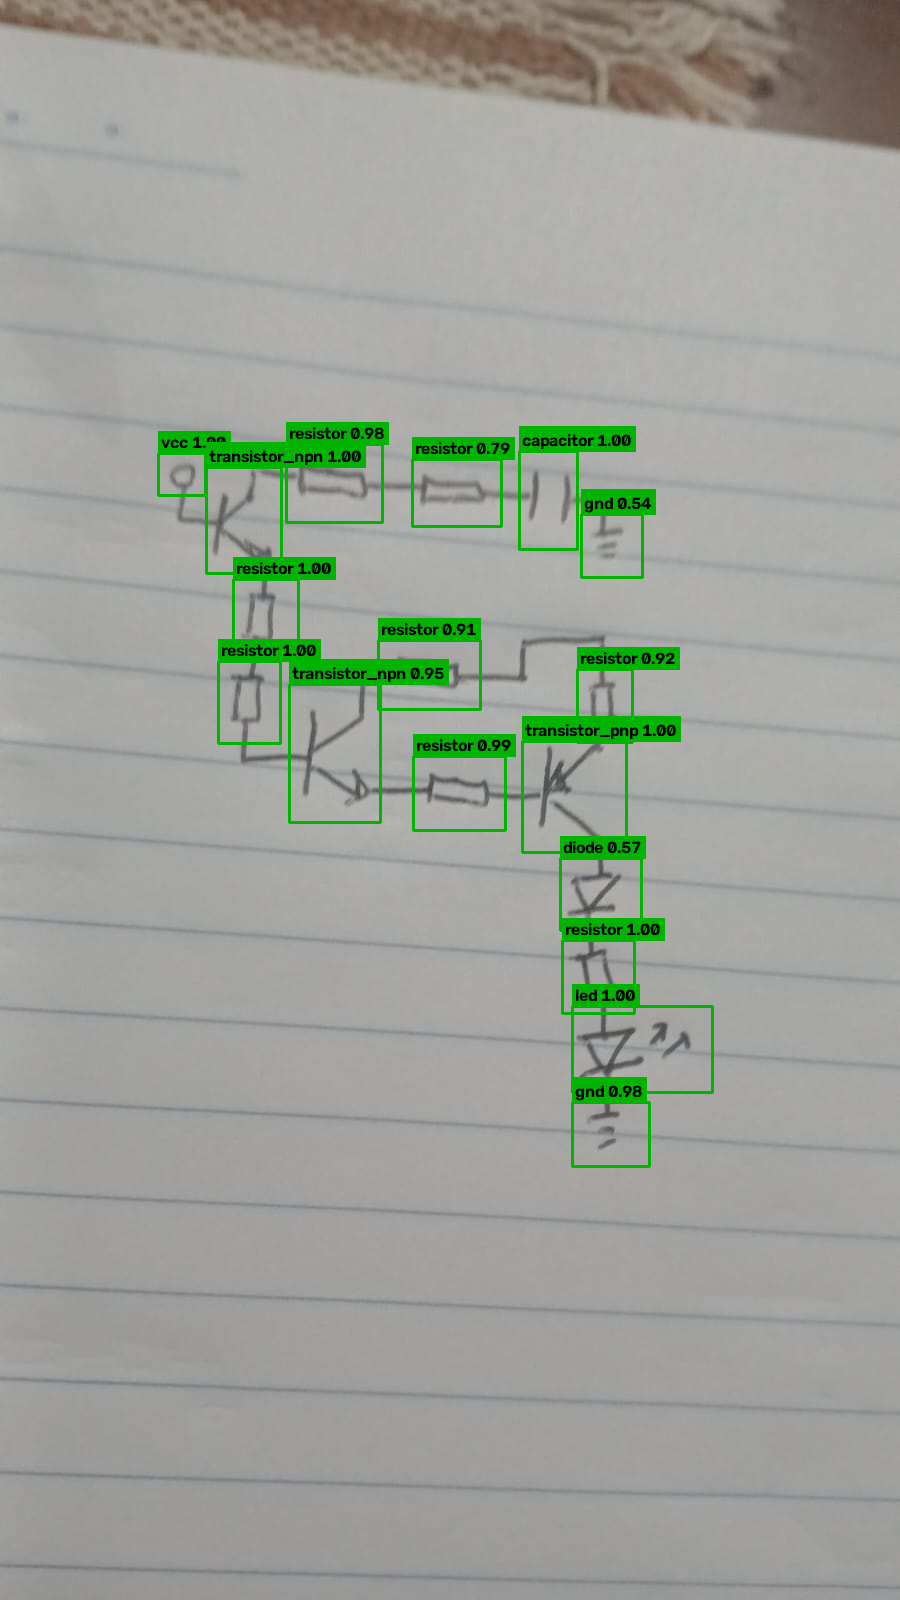 vcc 1.00
transistor_npn 1.00
resistor 0.98
resistor 0.79
capacitor 1.00
gnd 0.54
resistor 1.00
resistor 1.00
transistor_npn 0.95
resistor 0.91
resistor 0.92
resistor 0.99
transistor_pnp 1.00
diode 0.57
resistor 1.00
led 1.00
gnd 0.98